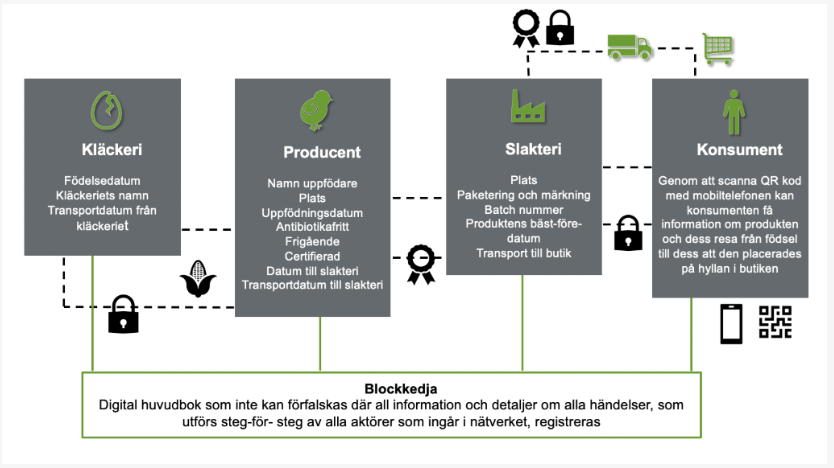 Kläckeri
Födelsedatum
Kläckeriets namn
Transportdatum från
kläckeriet
Producent
Namn uppfödare
Plats
Uppfödningsdatum
Antibiotikafritt
Frigående
Certifierad
Datum till slakteri
Transportdatum till slakteri
Slakteri
Plats
Paketering och märkning
Batch nummer
Produktens bäst-före-
datum
Transport till butik
Konsument
Genom att scanna QR kod
med mobiltelefonen kan
konsumenten få
information om produkten
och dess resa från födsel
till dess att den placerades
på hyllan i butiken
Blockkedja
Digital huvudbok som inte kan förfalskas där all information och detaljer om alla händelser, som
utförs steg-för- steg av alla aktörer som ingår i nätverket, registreras